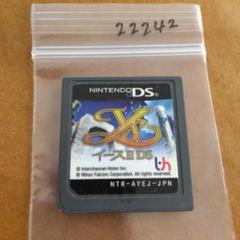 22242
NINTENDO DS
Ys
イースII DS
© Interchannel-Holon Inc.
© Nihon Falcom Corporation. All rights reserved.
ih
NTR-AYEJ-JPN